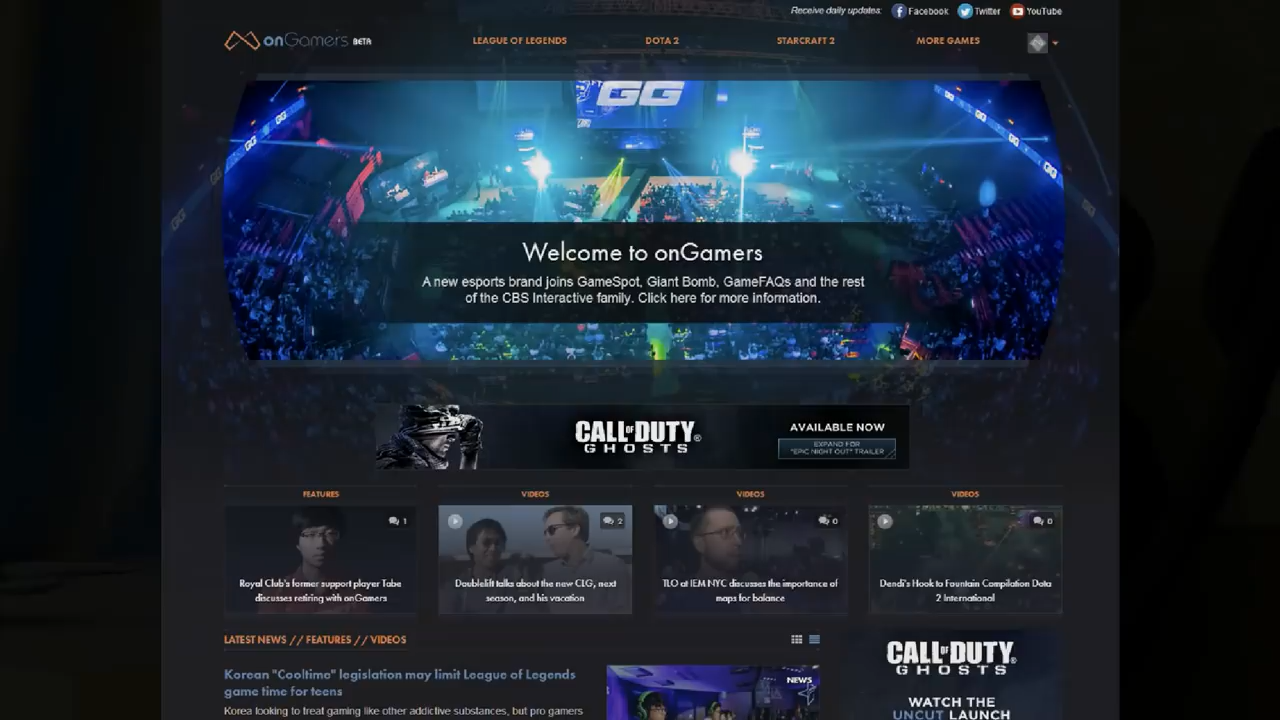 Receive daily updates:
Facebook
Twitter
YouTube
onGamers BETA
LEAGUE OF LEGENDS
DOTA 2
STARCRAFT 2
MORE GAMES
GG
GG
GG
GG
GG
GG
GG
Welcome to onGamers
A new esports brand joins GameSpot, Giant Bomb, GameFAQs and the rest
of the CBS Interactive family. Click here for more information.
CALL OF DUTY®
GHOSTS
AVAILABLE NOW
EXPAND FOR
"EPIC NIGHT OUT" TRAILER
FEATURES
VIDEOS
VIDEOS
VIDEOS
1
2
0
0
Royal Club's former support player Tabe
discusses retiring with onGamers
Doublelift talks about the new CLG, next
season, and his vacation
TLO at IEM NYC discusses the importance of
maps for balance
Dendi's Hook to Fountain Compilation Dota
2 International
LATEST NEWS // FEATURES // VIDEOS
Korean "Cooltime" legislation may limit League of Legends
game time for teens
Korea looking to treat gaming like other addictive substances, but pro gamers
NEWS
CALL OF DUTY®
GHOSTS
WATCH THE
UNCUT LAUNCH